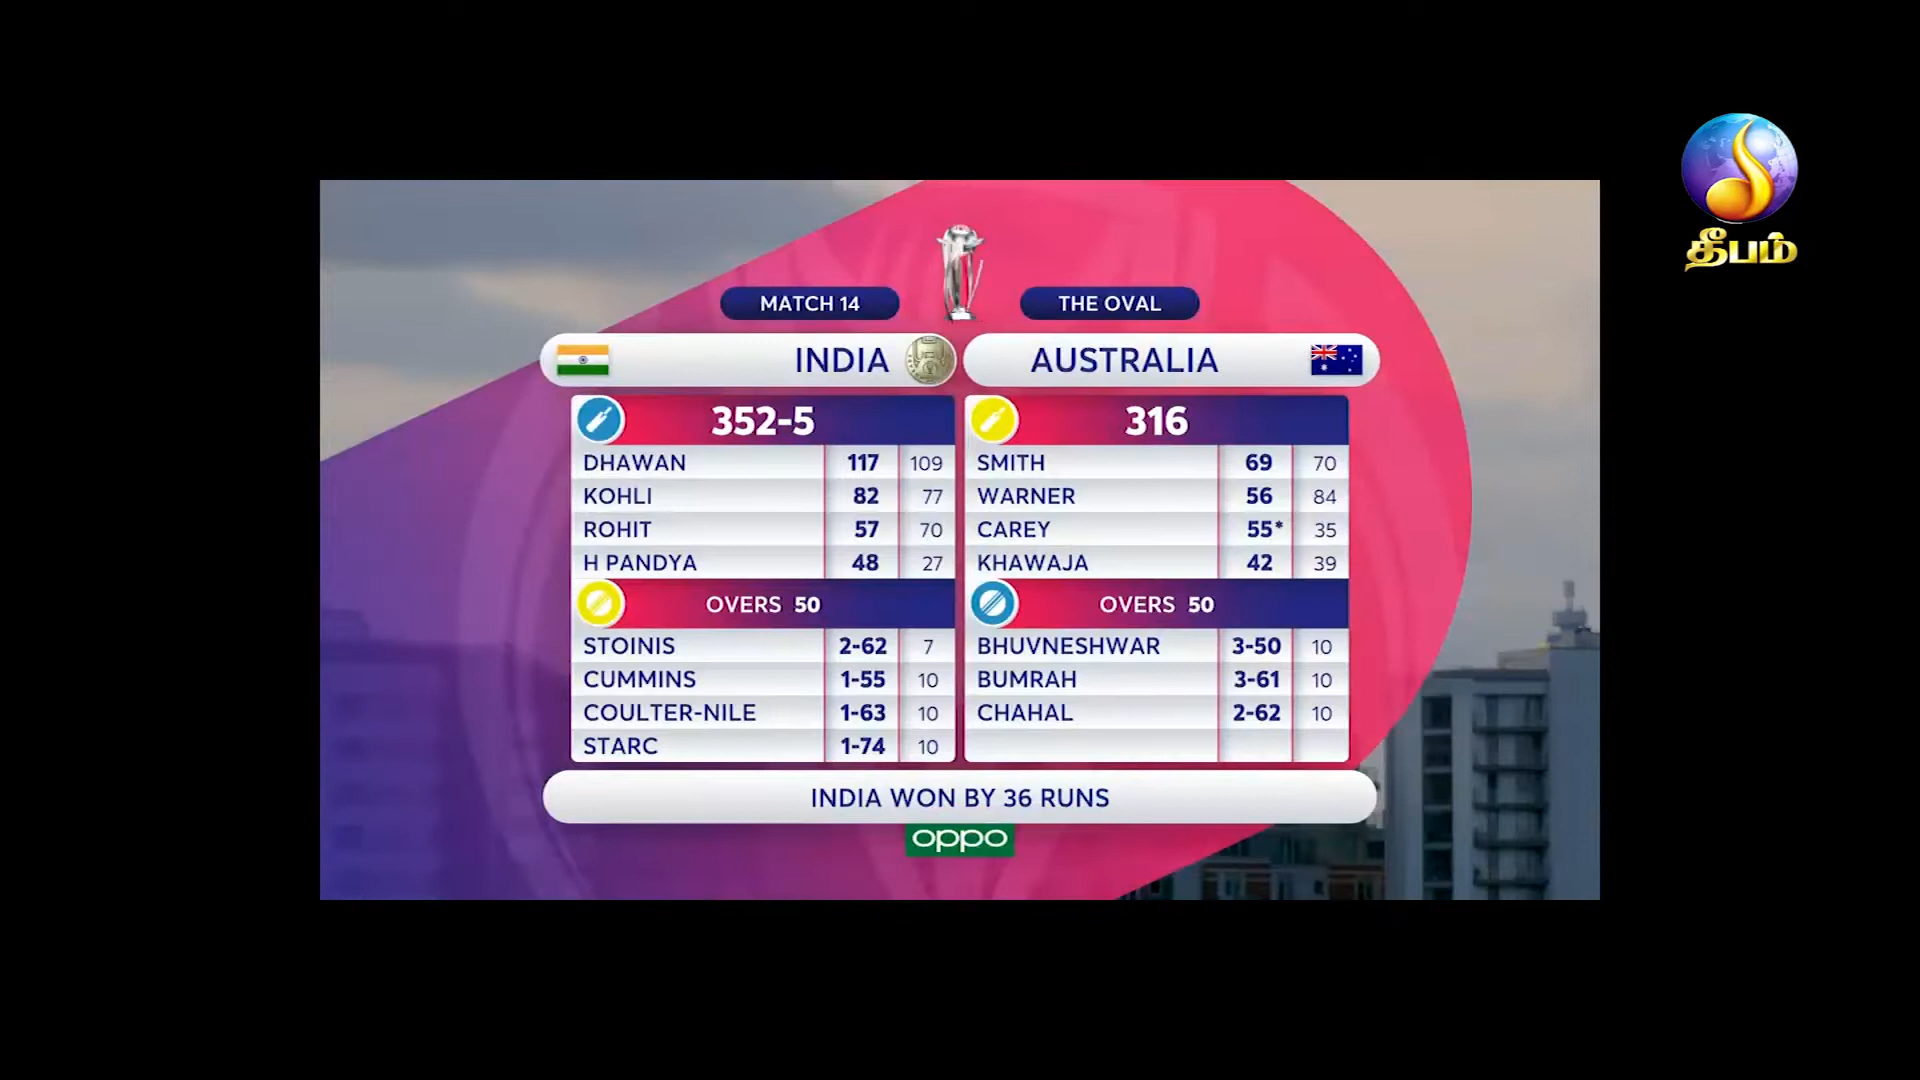 தீபம்
MATCH 14
THE OVAL
INDIA
AUSTRALIA
352-5
316
DHAWAN 117 109
SMITH 69 70
KOHLI 82 77
WARNER 56 84
ROHIT 57 70
CAREY 55* 35
H PANDYA 48 27
KHAWAJA 42 39
OVERS 50
OVERS 50
STOINIS 2-62 7
BHUVNESHWAR 3-50 10
CUMMINS 1-55 10
BUMRAH 3-61 10
COULTER-NILE 1-63 10
CHAHAL 2-62 10
STARC 1-74 10
INDIA WON BY 36 RUNS
oppo